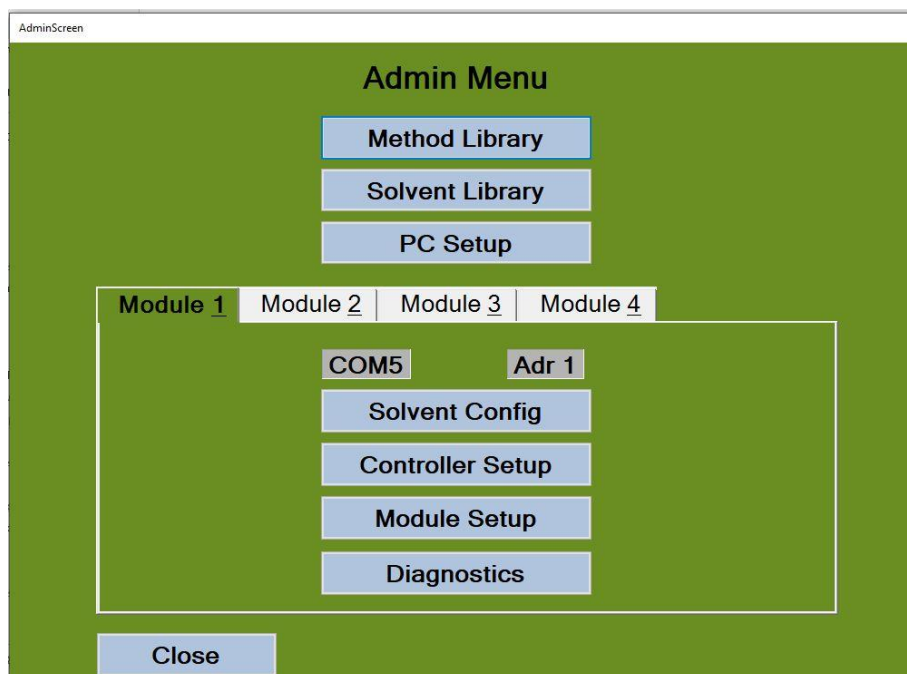 AdminScreen
Admin Menu
Method Library
Solvent Library
PC Setup
Module 1 Module 2 Module 3 Module 4
COM5 Adr 1
Solvent Config
Controller Setup
Module Setup
Diagnostics
Close